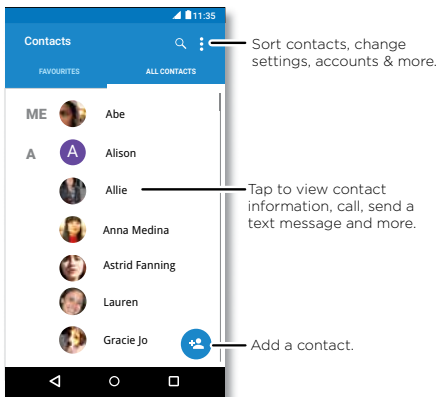 11:35
Contacts
Sort contacts, change
settings, accounts & more.
FAVOURITES ALL CONTACTS
ME Abe
A A Alison
Allie
Tap to view contact
information, call, send a
text message and more.
Anna Medina
Astrid Fanning
Lauren
Gracie Jo
Add a contact.